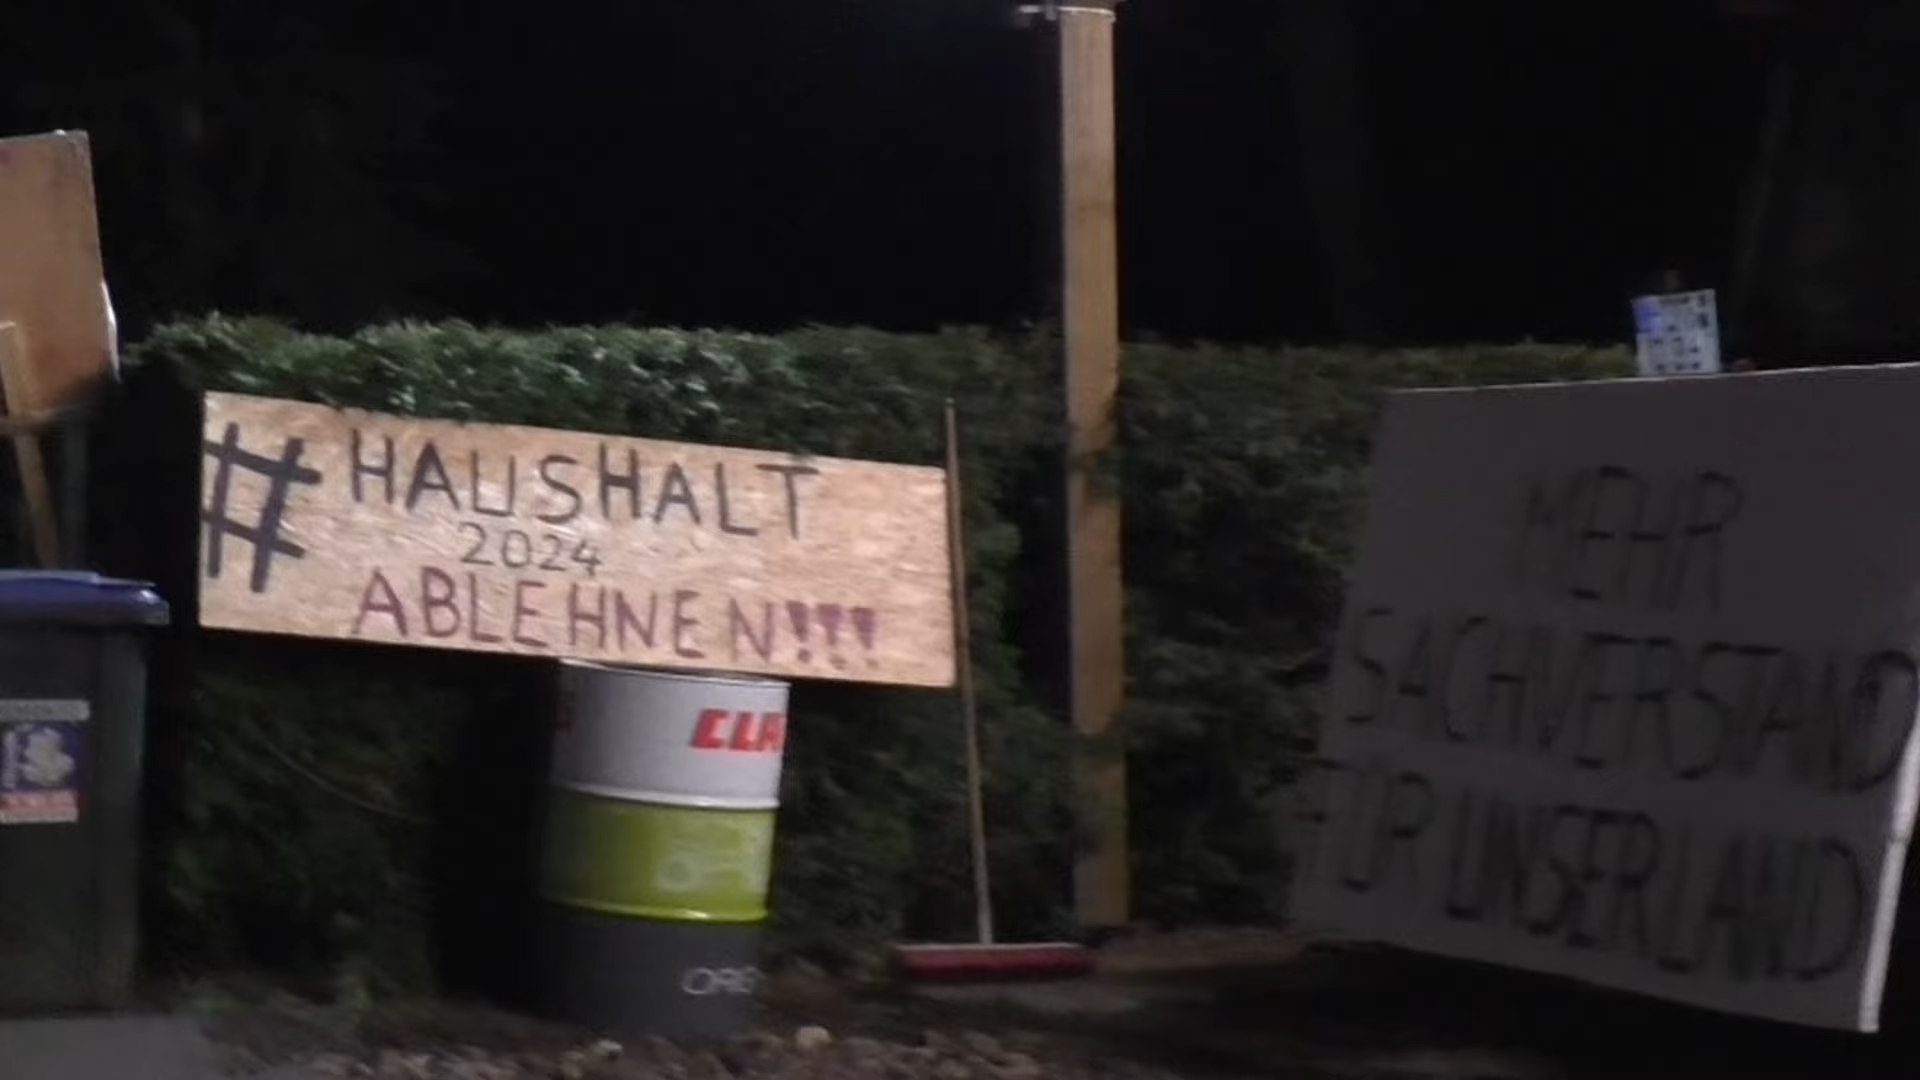 # HAUSHALT
2024
ABLEHNEN!!!
MEHR
SACHVERSTAND
FÜR UNSER LAND